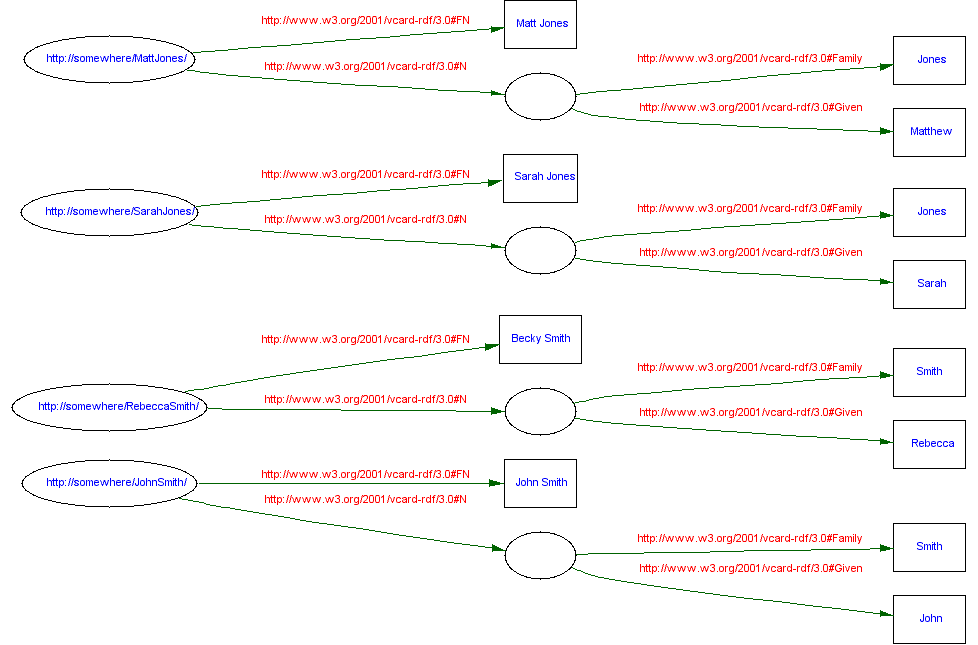 http://www.w3.org/2001/vcard-rdf/3.0#FN
Matt Jones
http://somewhere/MattJones/
http://www.w3.org/2001/vcard-rdf/3.0#N
http://www.w3.org/2001/vcard-rdf/3.0#Family
Jones
http://www.w3.org/2001/vcard-rdf/3.0#Given
Matthew
http://www.w3.org/2001/vcard-rdf/3.0#FN
Sarah Jones
http://somewhere/SarahJones/
http://www.w3.org/2001/vcard-rdf/3.0#N
http://www.w3.org/2001/vcard-rdf/3.0#Family
Jones
http://www.w3.org/2001/vcard-rdf/3.0#Given
Sarah
http://www.w3.org/2001/vcard-rdf/3.0#FN
Becky Smith
http://somewhere/RebeccaSmith/
http://www.w3.org/2001/vcard-rdf/3.0#N
http://www.w3.org/2001/vcard-rdf/3.0#Family
Smith
http://www.w3.org/2001/vcard-rdf/3.0#Given
Rebecca
http://somewhere/JohnSmith/
http://www.w3.org/2001/vcard-rdf/3.0#FN
John Smith
http://www.w3.org/2001/vcard-rdf/3.0#N
http://www.w3.org/2001/vcard-rdf/3.0#Family
Smith
http://www.w3.org/2001/vcard-rdf/3.0#Given
John